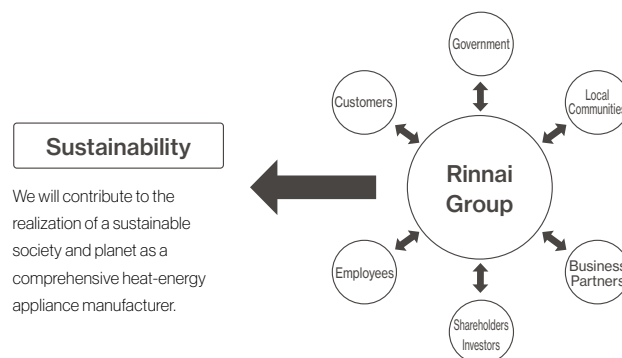 Sustainability
We will contribute to the
realization of a sustainable
society and planet as a
comprehensive heat-energy
appliance manufacturer.
Government
Customers
Local
Communities
Rinnai
Group
Employees
Business
Partners
Shareholders
Investors